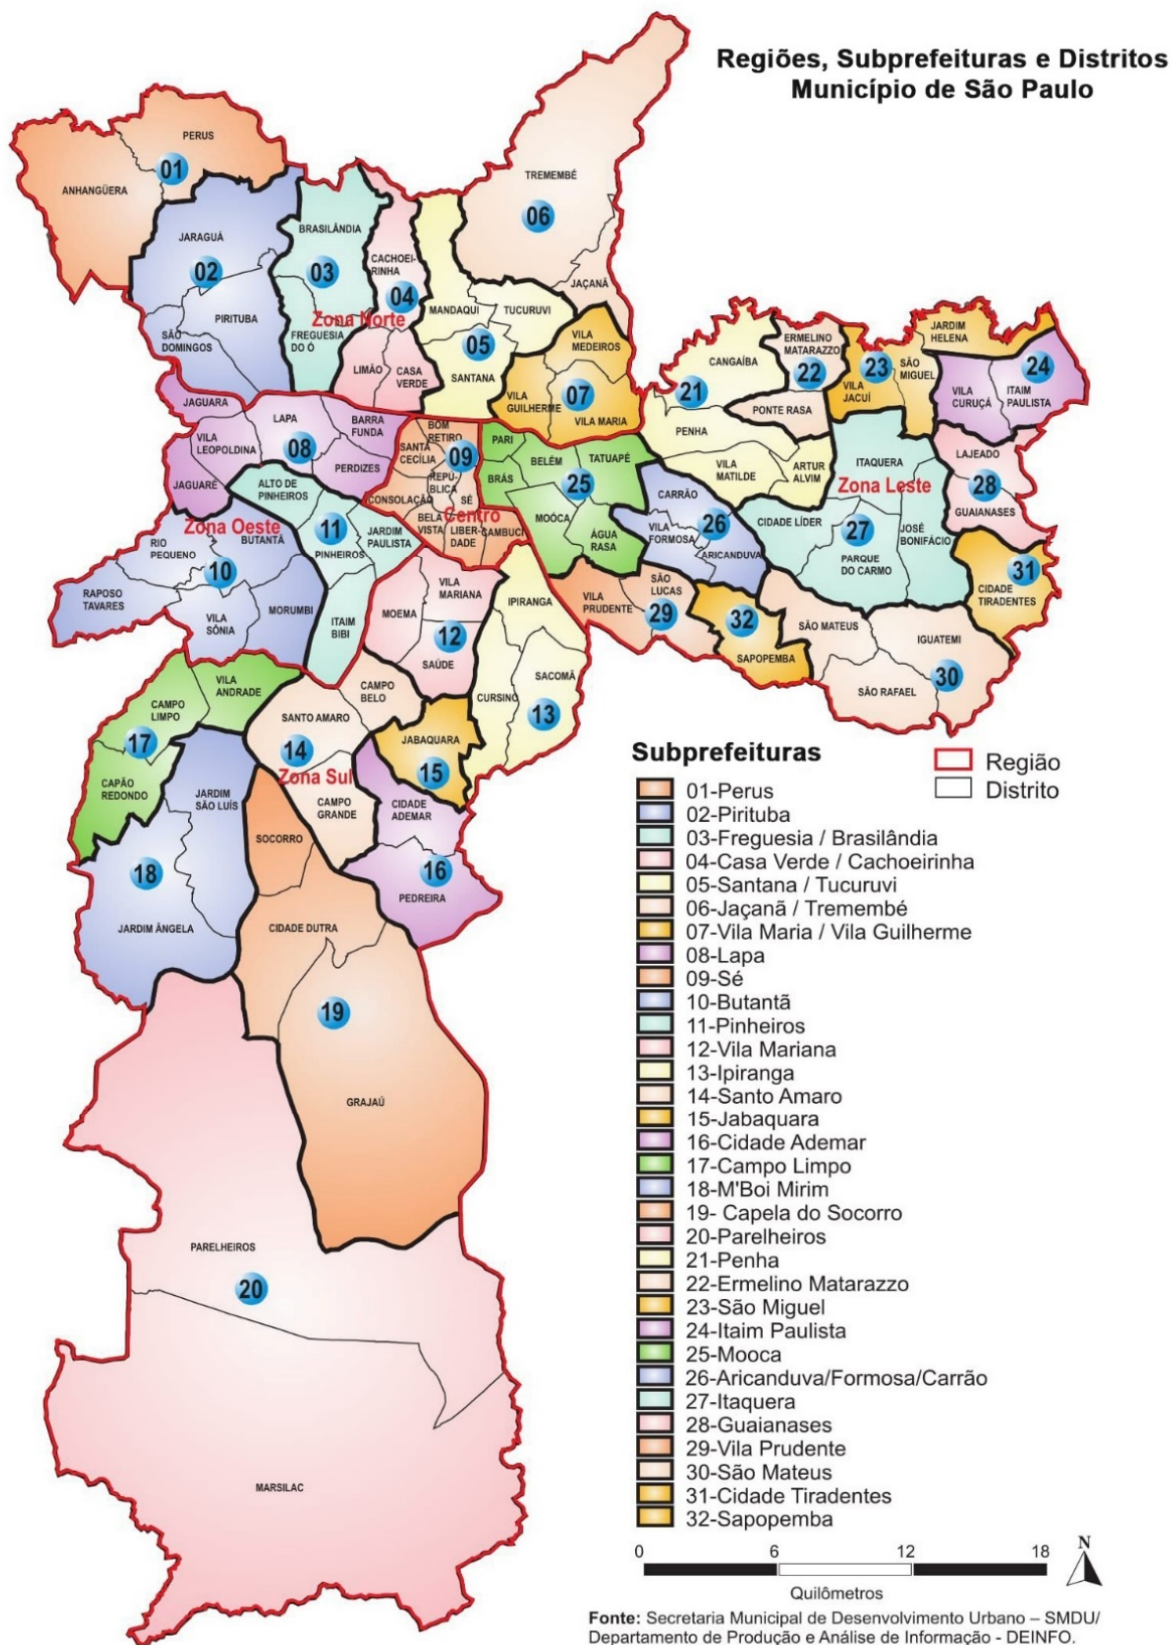 Regiões, Subprefeituras e Distritos
Município de São Paulo
PERUS
01
ANHANGÜERA
TREMEMBÉ
06
JAÇANÃ
JARAGUÁ
02
PIRITUBA
SÃO
DOMINGOS
BRASILÂNDIA
03
FREGUESIA
DO Ó
Zona Norte
CACHOEI-
RINHA
04
LIMÃO
CASA
VERDE
MANDAQUI
TUCURUVI
05
SANTANA
VILA
MEDEIROS
VILA
GUILHERME
07
VILA MARIA
CANGAÍBA
21
PENHA
VILA
MATILDE
ARTUR
ALVIM
ERMELINO
MATARAZZO
22
PONTE RASA
23
SÃO
MIGUEL
VILA
JACUÍ
JARDIM
HELENA
24
VILA
CURUÇÁ
ITAIM
PAULISTA
JAGUARA
LAPA
08
BARRA
FUNDA
VILA
LEOPOLDINA
PERDIZES
JAGUARÉ
BOM
RETIRO
SANTA
CECÍLIA
09
REPÚ-
BLICA
CONSOLAÇÃO
SÉ
Centro
BELA
VISTA
LIBER-
DADE
CAMBUCI
PARI
BELÉM
TATUAPÉ
BRÁS
25
MOÓCA
ÁGUA
RASA
CARRÃO
VILA
FORMOSA
26
ARICANDUVA
ITAQUERA
Zona Leste
CIDADE LÍDER
27
JOSÉ
BONIFÁCIO
PARQUE
DO CARMO
LAJEADO
28
GUAIANASES
31
CIDADE
TIRADENTES
ALTO DE
PINHEIROS
11
PINHEIROS
JARDIM
PAULISTA
ITAIM
BIBI
Zona Oeste
RIO
PEQUENO
BUTANTÃ
10
RAPOSO
TAVARES
VILA
SÔNIA
MORUMBI
VILA
MARIANA
MOEMA
12
SAÚDE
IPIRANGA
CURSINO
SACOMÃ
13
VILA
PRUDENTE
SÃO
LUCAS
29
32
SAPOPEMBA
SÃO MATEUS
IGUATEMI
SÃO RAFAEL
30
VILA
ANDRADE
CAMPO
LIMPO
17
CAPÃO
REDONDO
CAMPO
BELO
SANTO AMARO
14
Zona Sul
CAMPO
GRANDE
JABAQUARA
15
CIDADE
ADEMAR
16
PEDREIRA
JARDIM
SÃO LUÍS
18
JARDIM ÂNGELA
SOCORRO
CIDADE DUTRA
19
GRAJAÚ
PARELHEIROS
20
MARSILAC
Subprefeituras
Região
Distrito
01-Perus
02-Pirituba
03-Freguesia / Brasilândia
04-Casa Verde / Cachoeirinha
05-Santana / Tucuruvi
06-Jaçanã / Tremembé
07-Vila Maria / Vila Guilherme
08-Lapa
09-Sé
10-Butantã
11-Pinheiros
12-Vila Mariana
13-Ipiranga
14-Santo Amaro
15-Jabaquara
16-Cidade Ademar
17-Campo Limpo
18-M'Boi Mirim
19- Capela do Socorro
20-Parelheiros
21-Penha
22-Ermelino Matarazzo
23-São Miguel
24-Itaim Paulista
25-Mooca
26-Aricanduva/Formosa/Carrão
27-Itaquera
28-Guaianases
29-Vila Prudente
30-São Mateus
31-Cidade Tiradentes
32-Sapopemba
0 6 12 18
Quilômetros
N
Fonte: Secretaria Municipal de Desenvolvimento Urbano – SMDU/
Departamento de Produção e Análise de Informação - DEINFO.